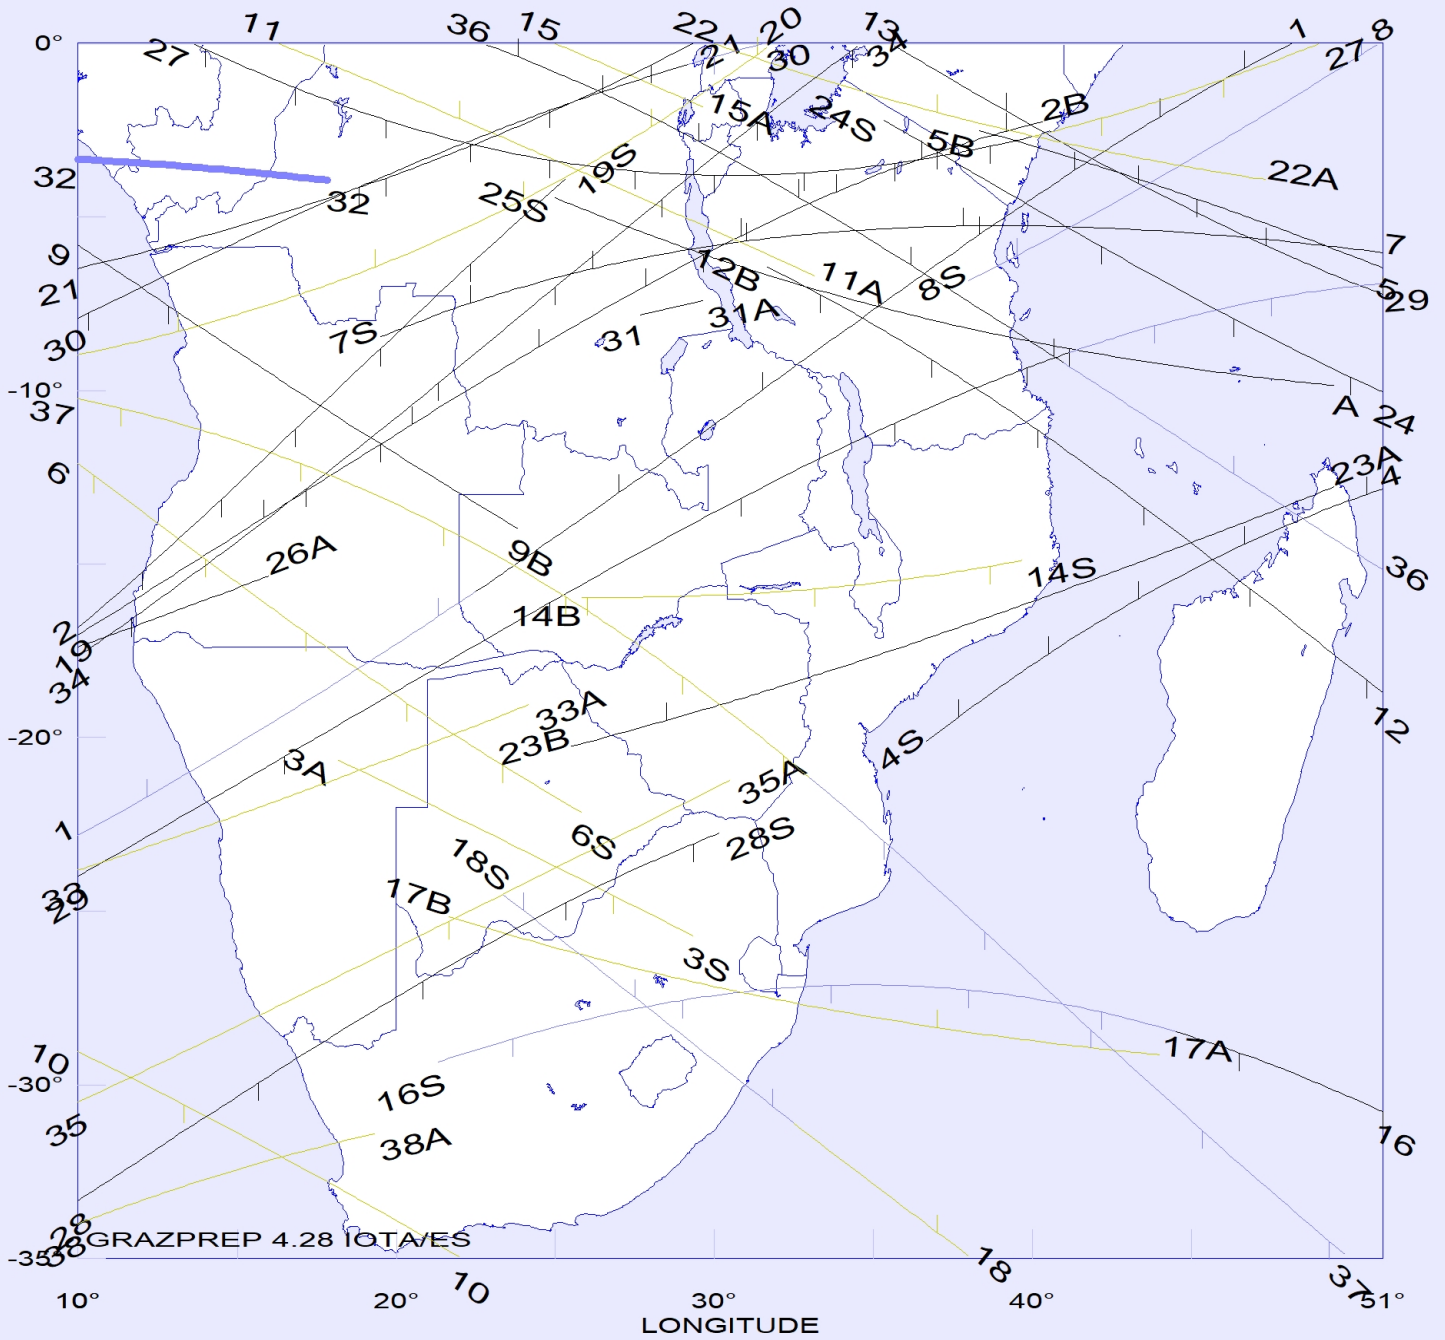 11 36 15 22 20 13 1 8
0° 27 21 30 34 27
15A 24S 2B
5B
19S 22A
32 32 25S
9 12B 11A 8S 7
21 31A 5 29
30 7S 31
-10° 37 A 24
6 23A 4
26A 9B 14S 36
14B
2
19
34
33A
-20° 3A 23B 4S 12
1 35A
6S 28S
18S
33 17B
29
3S
10 17A
-30° 16S
35 38A 16
28
38 GRAZPREP 4.28 IOTA/ES
-35°
10 18 37
10° 20° 30° 40° 51°
LONGITUDE